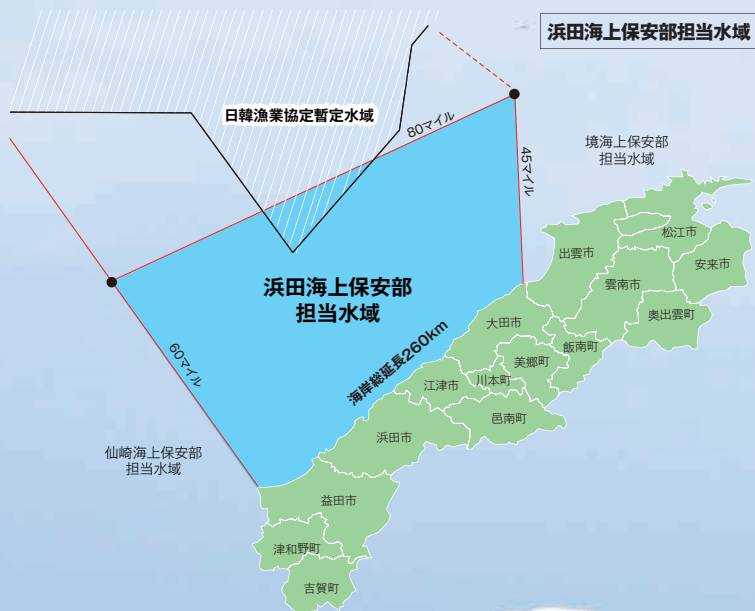 浜田海上保安部担当水域
日韓漁業協定暫定水域
80マイル
45マイル
境海上保安部
担当水域
松江市
出雲市
安来市
雲南市
奥出雲町
浜田海上保安部
担当水域
大田市
飯南町
美郷町
海岸総延長260km
60マイル
江津市
川本町
邑南町
浜田市
仙崎海上保安部
担当水域
益田市
津和野町
吉賀町